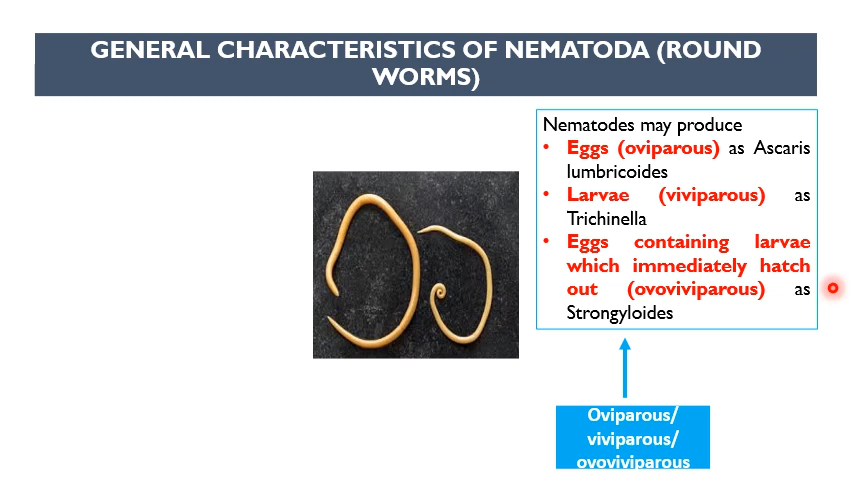 GENERAL CHARACTERISTICS OF NEMATODA (ROUND
WORMS)
Nematodes may produce
• Eggs (oviparous) as Ascaris
lumbricoides
• Larvae (viviparous) as
Trichinella
• Eggs containing larvae
which immediately hatch
out (ovoviviparous) as
Strongyloides
Oviparous/
viviparous/
ovoviviparous